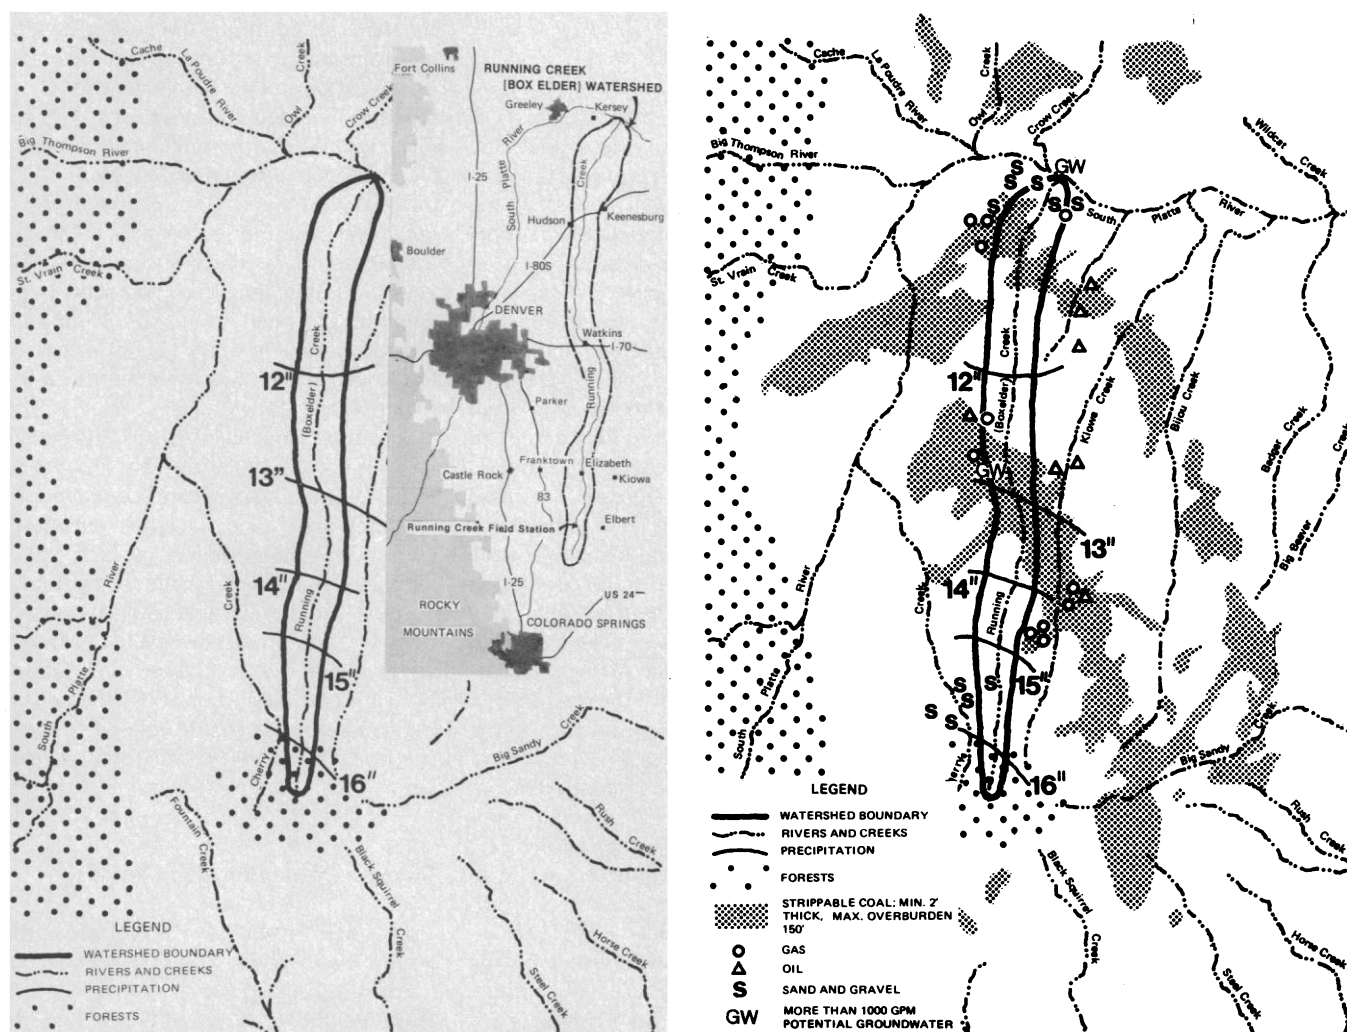 Cache
La Poudre River
Owl
Creek
Crow Creek
Big Thompson River
St. Vrain Creek
12"
Creek
(Boxelder)
13"
14"
Running
15"
16"
Creek
Cherry
River
Platte
South
Fountain
Creek
Black Squirrel
Creek
Big Sandy
Creek
Rush
Creek
Horse Creek
Steel Creek
LEGEND
WATERSHED BOUNDARY
RIVERS AND CREEKS
PRECIPITATION
FORESTS
Fort Collins
RUNNING CREEK
[BOX ELDER] WATERSHED
Greeley
Kersey
River
Platte
South
I-25
Creek
Hudson
Keenesburg
Boulder
I-80S
DENVER
Watkins
I-70
Running
Parker
Franktown
Elizabeth
Castle Rock
Kiowa
83
Running Creek Field Station
Elbert
I-25
US 24
ROCKY
MOUNTAINS
COLORADO SPRINGS
Cache
La Poudre
River
Owl
Creek
Crow Creek
Wildcat
Creek
Big Thompson River
GW
S
S
S
S
S
S
South
Platte
River
St. Vrain Creek
12"
Creek
(Boxelder)
Kiowa Creek
Bijou Creek
Badger Creek
Creek
Big Beaver
GW
13"
14"
Running
15"
S
S
S
S
S
16"
Creek
River
Platte
South
Big Sandy
Creek
Rush
Creek
Black Squirrel
Creek
Horse Creek
Steel Creek
LEGEND
WATERSHED BOUNDARY
RIVERS AND CREEKS
PRECIPITATION
FORESTS
STRIPPABLE COAL; MIN. 2'
THICK, MAX. OVERBURDEN
150'
GAS
OIL
S SAND AND GRAVEL
GW MORE THAN 1000 GPM
POTENTIAL GROUNDWATER